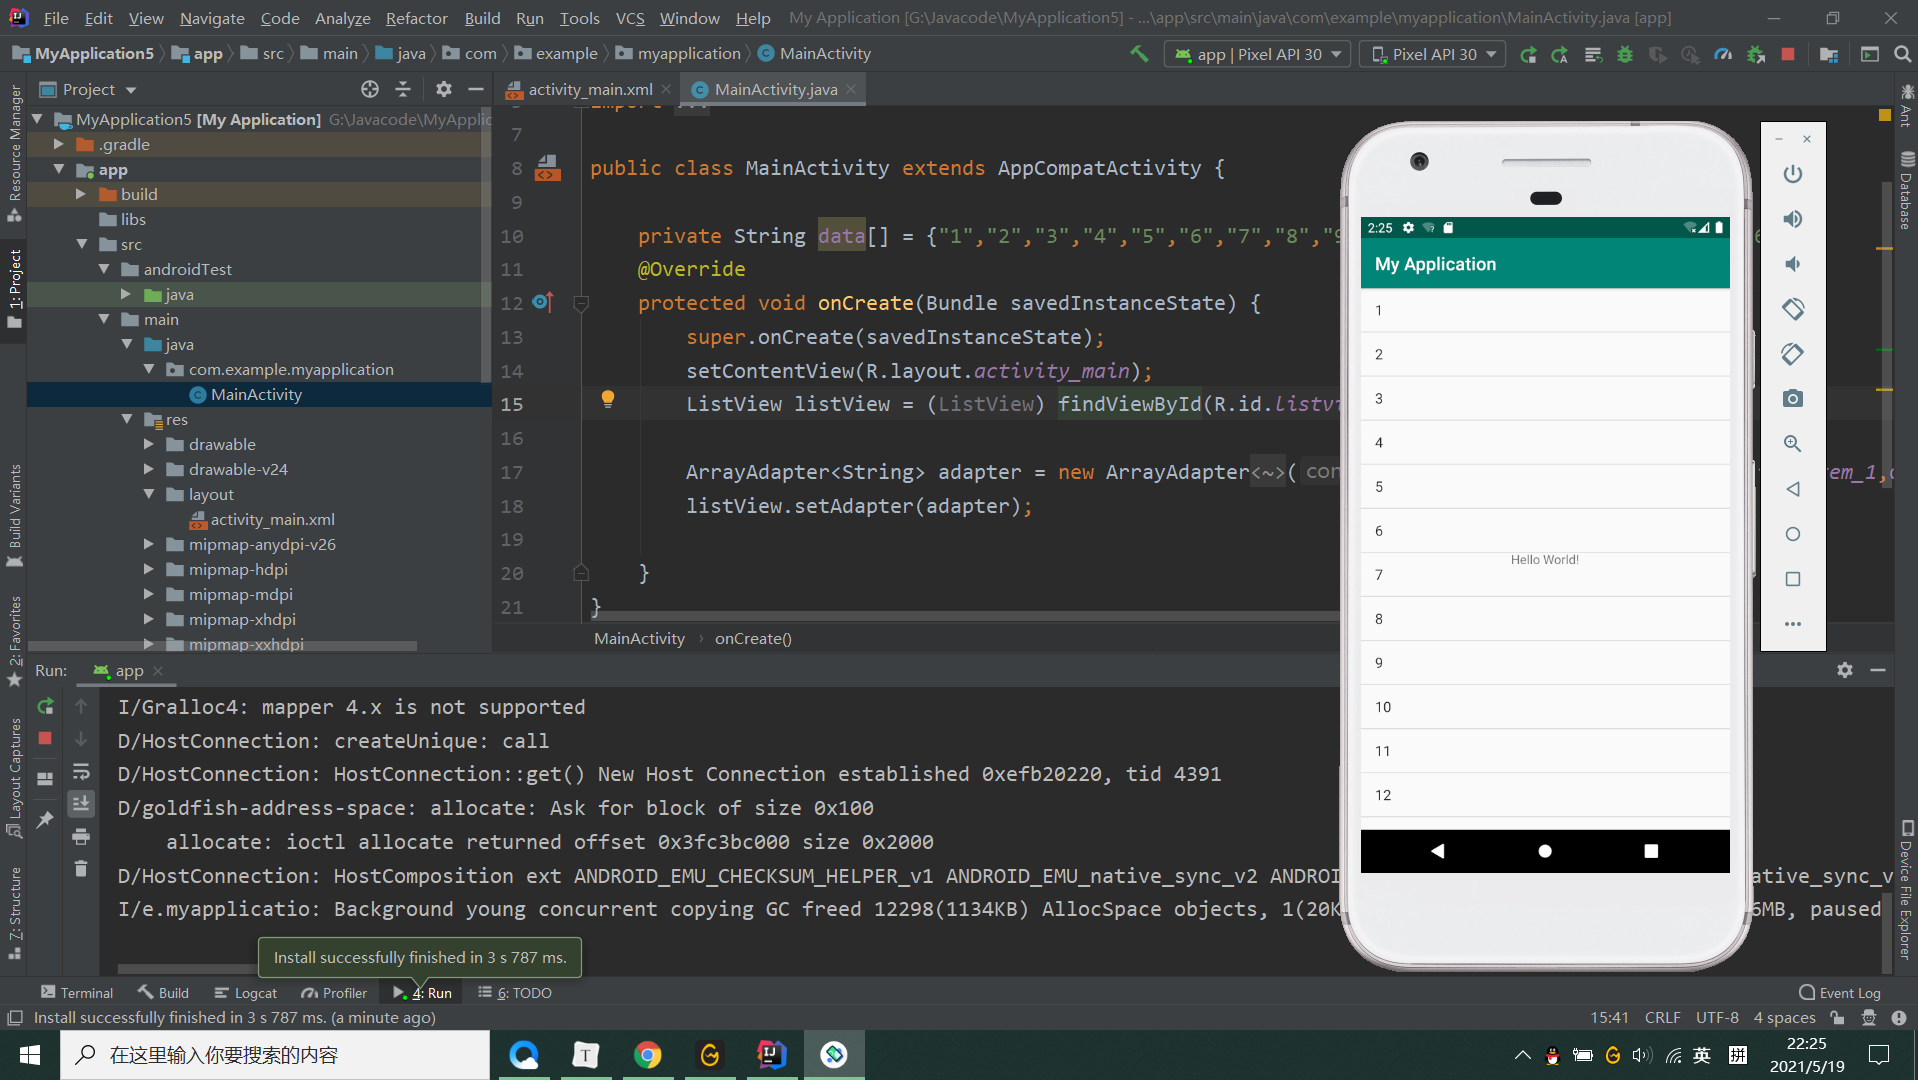 File Edit View Navigate Code Analyze Refactor Build Run Tools VCS Window Help My Application [G:\Javacode\MyApplication5] - ...\app\src\main\java\com\example\myapplication\MainActivity.java [app]
MyApplication5 app src main java com example myapplication MainActivity
app | Pixel API 30
Pixel API 30
Project
activity_main.xml
MainActivity.java
MyApplication5 [My Application] G:\Javacode\MyApplic
.gradle
app
build
libs
src
androidTest
java
main
java
com.example.myapplication
MainActivity
res
drawable
drawable-v24
layout
activity_main.xml
mipmap-anydpi-v26
mipmap-hdpi
mipmap-mdpi
mipmap-xhdpi
mipmap-xxhdpi
Resource Manager
1: Project
Build Variants
2: Favorites
Layout Captures
7: Structure
import ...
7
8 public class MainActivity extends AppCompatActivity {
9
10 private String data[] = {"1","2","3","4","5","6","7","8","9
11 @Override
12 protected void onCreate(Bundle savedInstanceState) {
13 super.onCreate(savedInstanceState);
14 setContentView(R.layout.activity_main);
15 ListView listView = (ListView) findViewById(R.id.listvi
16
17 ArrayAdapter<String> adapter = new ArrayAdapter<~>( con
18 listView.setAdapter(adapter);
19
20 }
21 }
MainActivity › onCreate()
2:25
My Application
1
2
3
4
5
6
Hello World!
7
8
9
10
11
12
Ant
Database
Device File Explorer
Run: app
I/Gralloc4: mapper 4.x is not supported
D/HostConnection: createUnique: call
D/HostConnection: HostConnection::get() New Host Connection established 0xefb20220, tid 4391
D/goldfish-address-space: allocate: Ask for block of size 0x100
allocate: ioctl allocate returned offset 0x3fc3bc000 size 0x2000
D/HostConnection: HostComposition ext ANDROID_EMU_CHECKSUM_HELPER_v1 ANDROID_EMU_native_sync_v2 ANDROI ative_sync_v
I/e.myapplicatio: Background young concurrent copying GC freed 12298(1134KB) AllocSpace objects, 1(20K 6MB, paused
Install successfully finished in 3 s 787 ms.
Terminal Build Logcat Profiler 4: Run 6: TODO Event Log
Install successfully finished in 3 s 787 ms. (a minute ago) 15:41 CRLF UTF-8 4 spaces
在这里输入你要搜索的内容
英 拼
22:25
2021/5/19